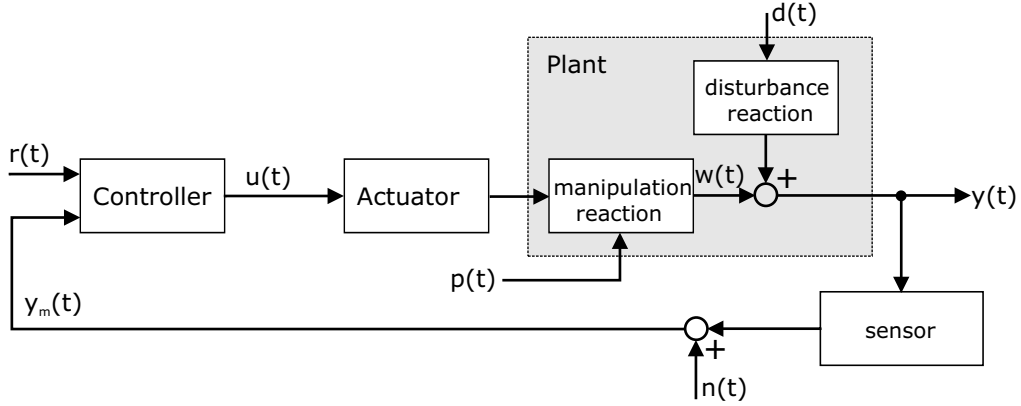 d(t)
Plant
disturbance
reaction
r(t)
Controller
u(t)
Actuator
manipulation
reaction
w(t)
+
y(t)
p(t)
yₘ(t)
sensor
+
n(t)